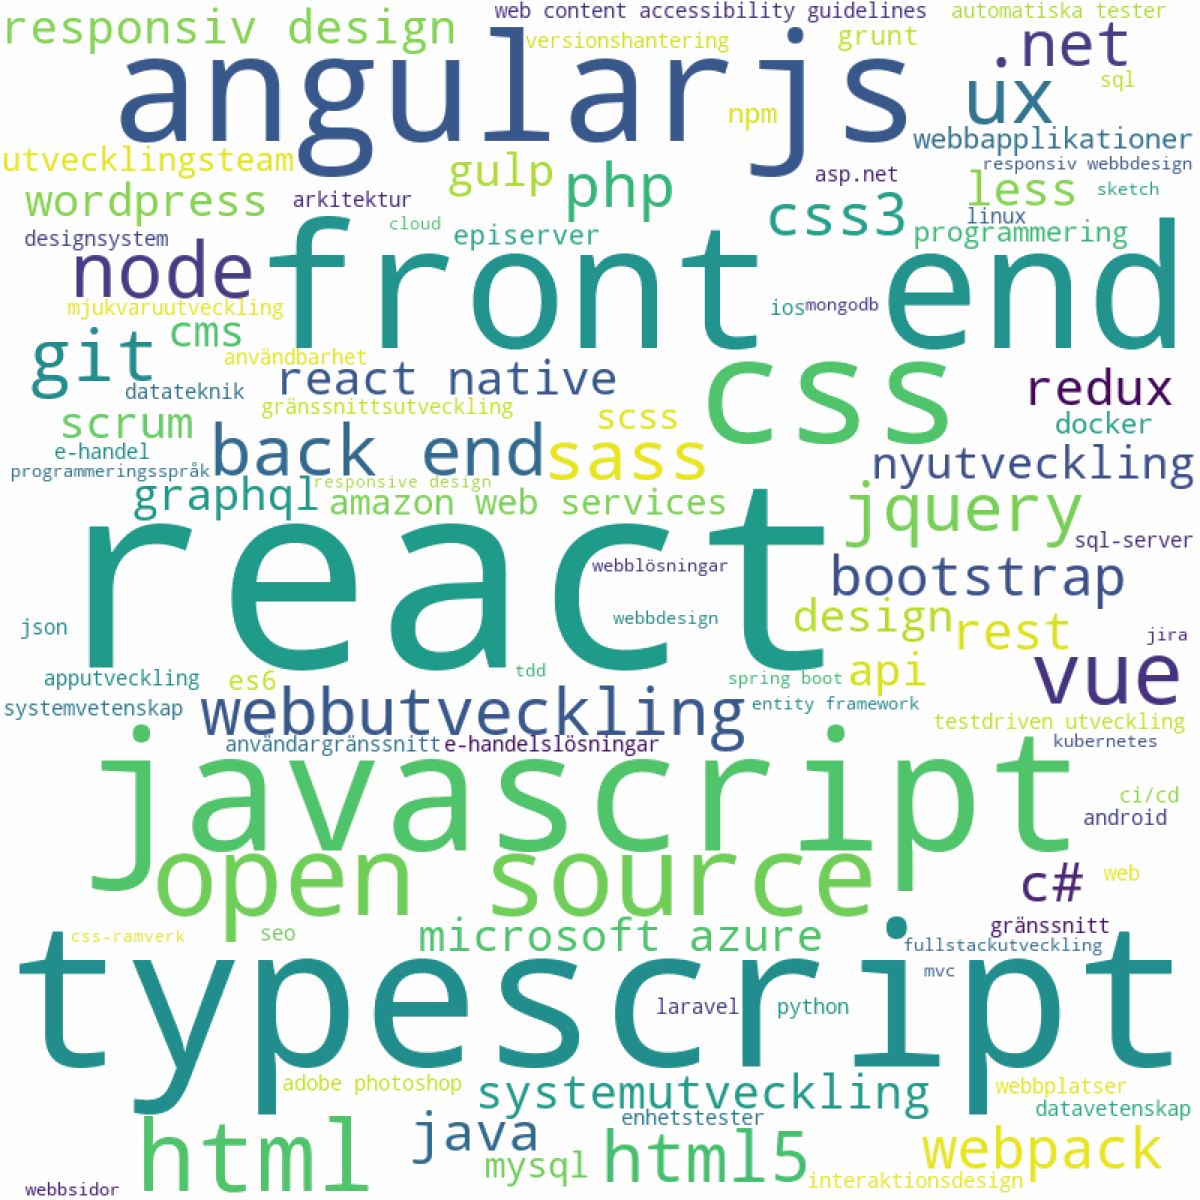 web content accessibility guidelines
automatiska tester
responsiv design
versionshantering
grunt
.net
angularjs
sql
ux
npm
webbapplikationer
utvecklingsteam
gulp
php
asp.net
responsiv webbdesign
less
sketch
wordpress
arkitektur
css3
linux
cloud
episerver
programmering
designsystem
node
front end
mjukvaruutveckling
ios
mongodb
git
cms
användbarhet
react native
css
redux
datateknik
gränssnittsutveckling
scss
docker
scrum
e-handel
back end
sass
nyutveckling
programmeringsspråk
graphql
responsive design
amazon web services
jquery
sql-server
react
webblösningar
bootstrap
webbdesign
design
rest
json
jira
tdd
apputveckling
es6
spring boot
api
vue
systemvetenskap
webbutveckling
entity framework
testdriven utveckling
användargränssnitt
e-handelslösningar
kubernetes
javascript
ci/cd
android
open source
c#
web
css-ramverk
seo
microsoft azure
gränssnitt
fullstackutveckling
mvc
typescript
laravel
python
adobe photoshop
systemutveckling
webbplatser
datavetenskap
enhetstester
html
java
mysql
html5
webpack
interaktionsdesign
webbsidor